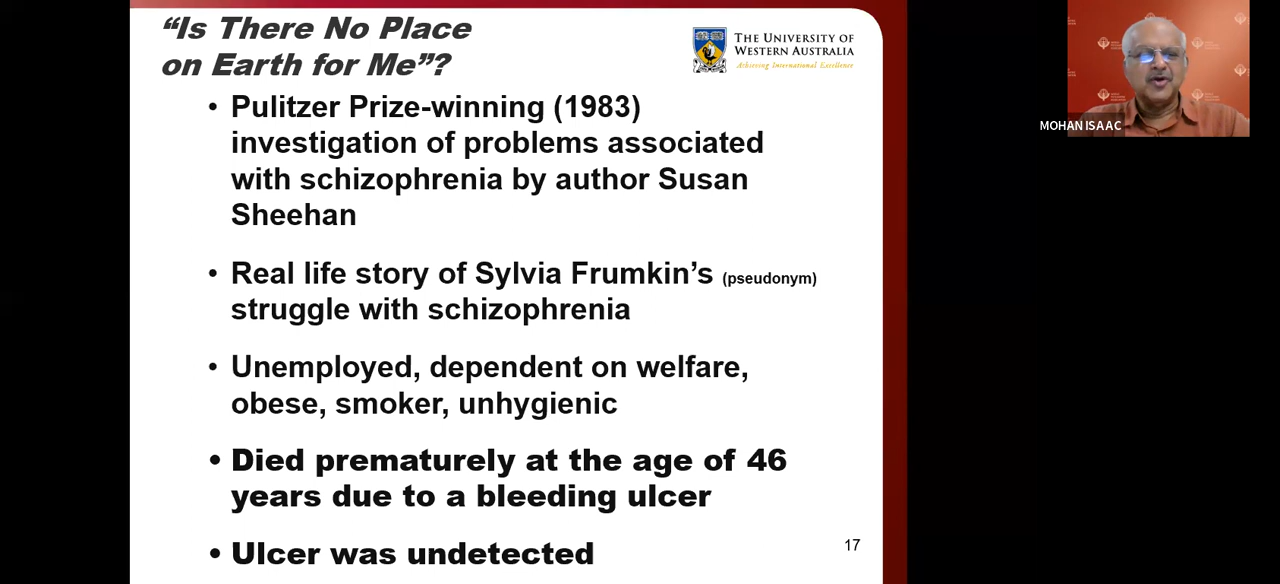 “Is There No Place
on Earth for Me”?
THE UNIVERSITY OF
WESTERN AUSTRALIA
Achieving International Excellence
MOHAN ISAAC
• Pulitzer Prize-winning (1983)
investigation of problems associated
with schizophrenia by author Susan
Sheehan
• Real life story of Sylvia Frumkin’s (pseudonym)
struggle with schizophrenia
• Unemployed, dependent on welfare,
obese, smoker, unhygienic
• Died prematurely at the age of 46
years due to a bleeding ulcer
• Ulcer was undetected
17